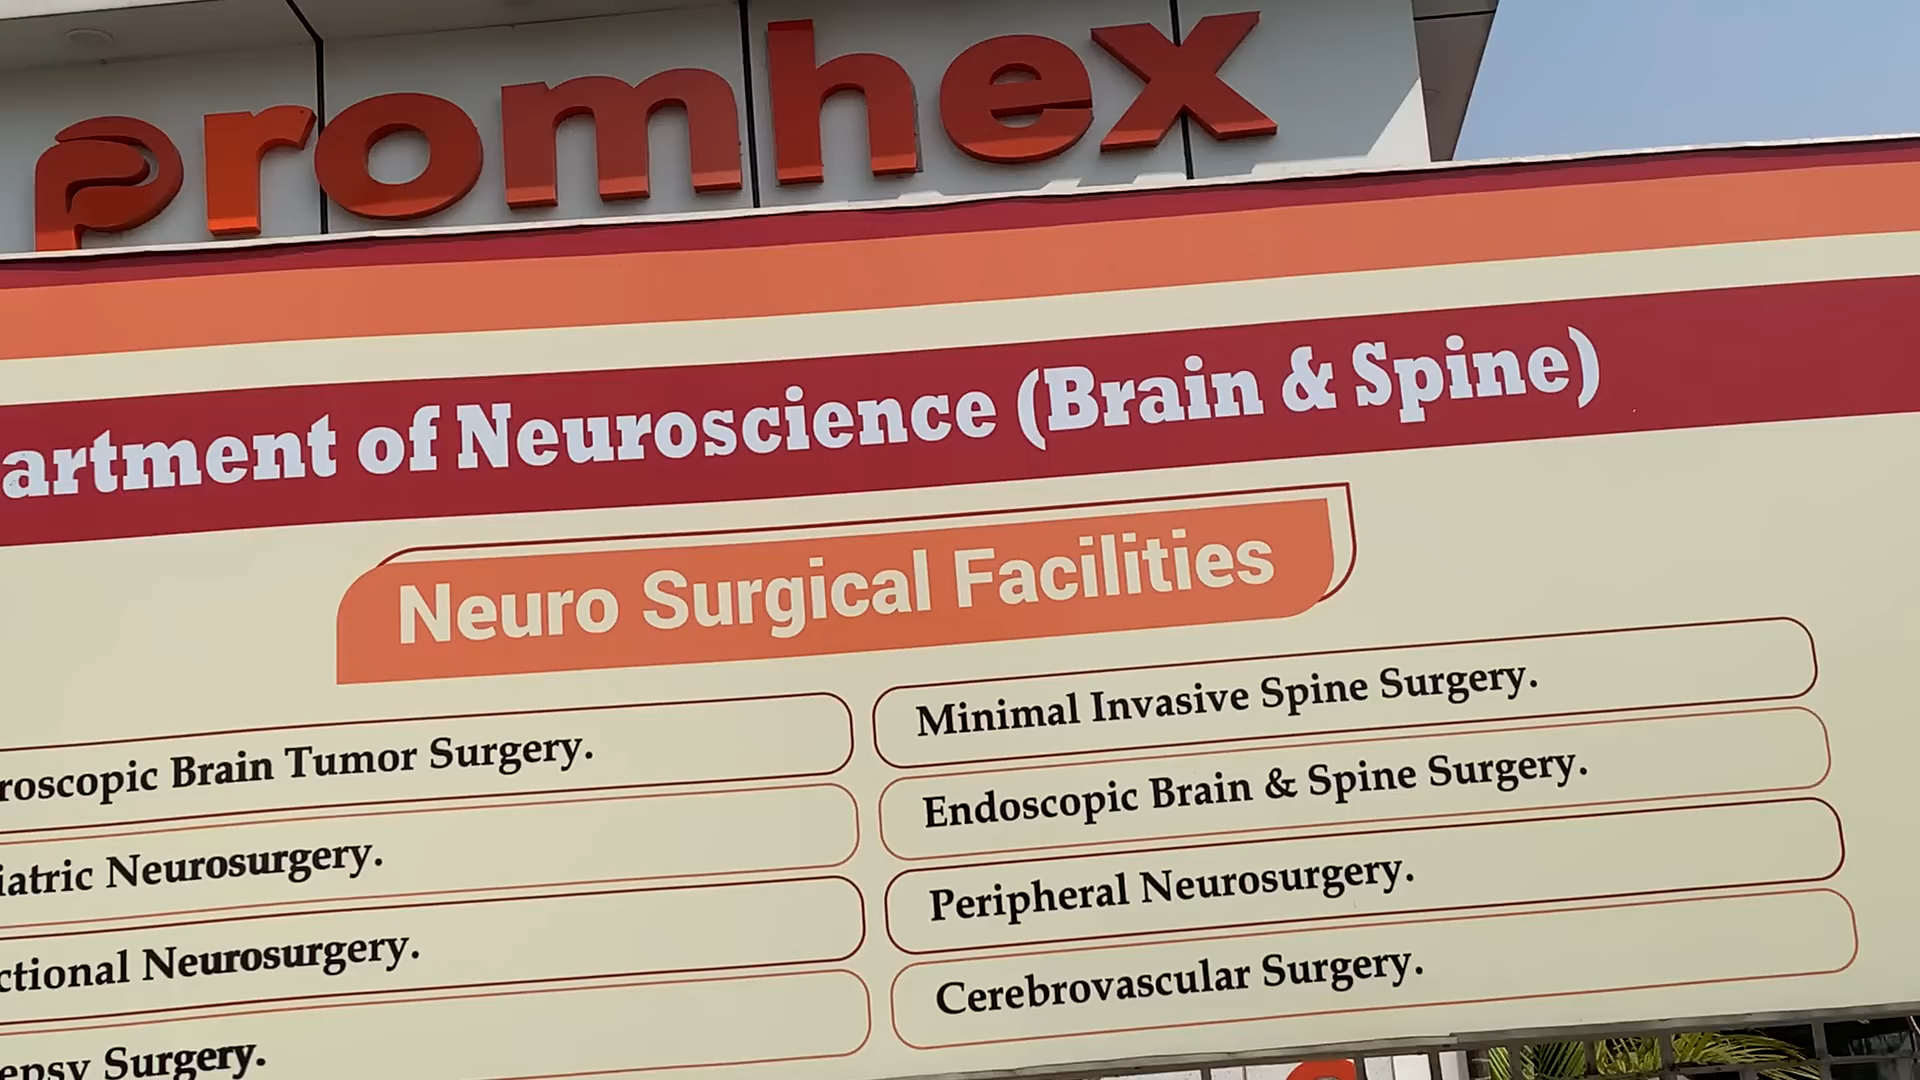 promhex
artment of Neuroscience (Brain & Spine)
Neuro Surgical Facilities
roscopic Brain Tumor Surgery.
iatric Neurosurgery.
ctional Neurosurgery.
epsy Surgery.
Minimal Invasive Spine Surgery.
Endoscopic Brain & Spine Surgery.
Peripheral Neurosurgery.
Cerebrovascular Surgery.